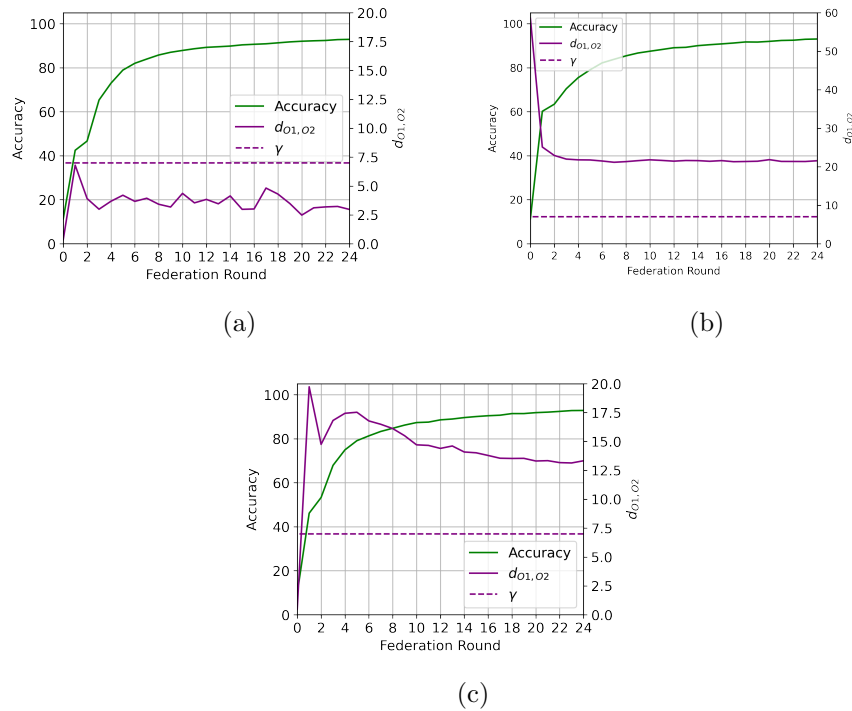 100
80
60
40
20
0
Accuracy
20.0
17.5
15.0
12.5
10.0
7.5
5.0
2.5
0.0
d_{O1,O2}
Accuracy
d_{O1,O2}
γ
0 2 4 6 8 10 12 14 16 18 20 22 24
Federation Round
(a)
100
80
60
40
20
0
Accuracy
60
50
40
30
20
10
0
d_{O1,O2}
Accuracy
d_{O1,O2}
γ
0 2 4 6 8 10 12 14 16 18 20 22 24
Federation Round
(b)
100
80
60
40
20
0
Accuracy
20.0
17.5
15.0
12.5
10.0
7.5
5.0
2.5
0.0
d_{O1,O2}
Accuracy
d_{O1,O2}
γ
0 2 4 6 8 10 12 14 16 18 20 22 24
Federation Round
(c)